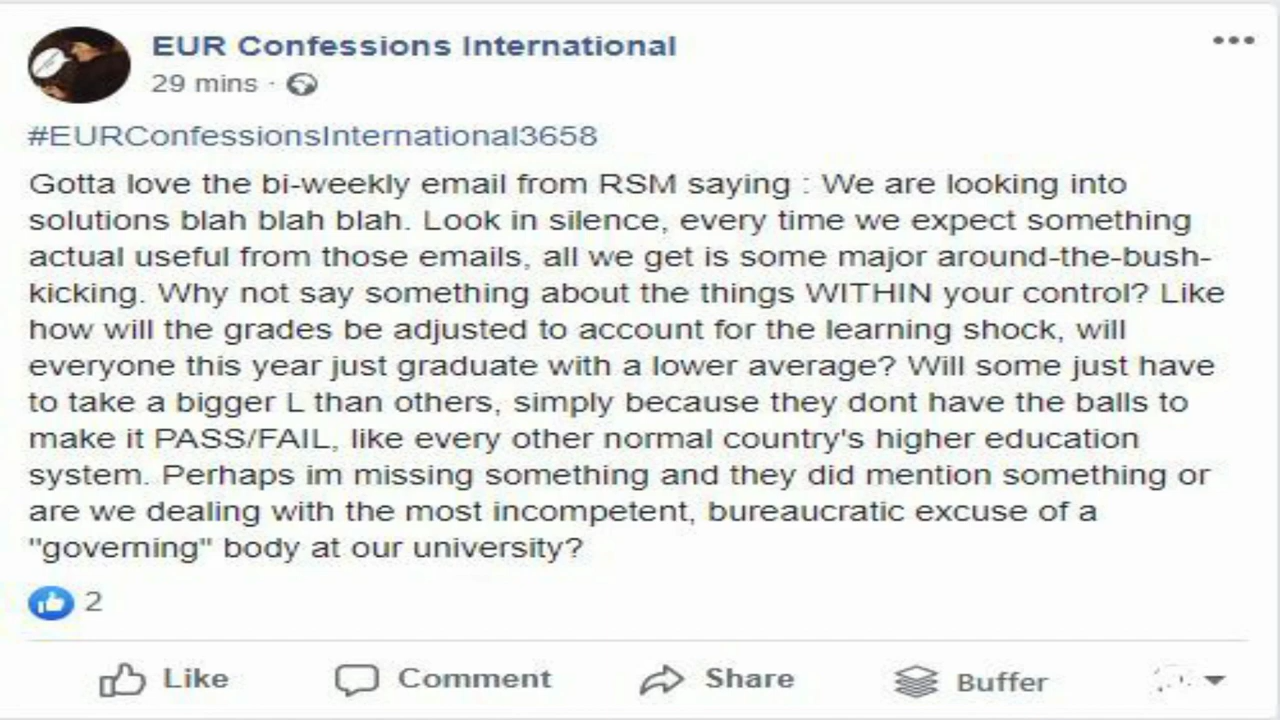 EUR Confessions International
29 mins ·
#EURConfessionsInternational3658
Gotta love the bi-weekly email from RSM saying : We are looking into
solutions blah blah blah. Look in silence, every time we expect something
actual useful from those emails, all we get is some major around-the-bush-
kicking. Why not say something about the things WITHIN your control? Like
how will the grades be adjusted to account for the learning shock, will
everyone this year just graduate with a lower average? Will some just have
to take a bigger L than others, simply because they dont have the balls to
make it PASS/FAIL, like every other normal country's higher education
system. Perhaps im missing something and they did mention something or
are we dealing with the most incompetent, bureaucratic excuse of a
"governing" body at our university?
2
Like Comment Share Buffer